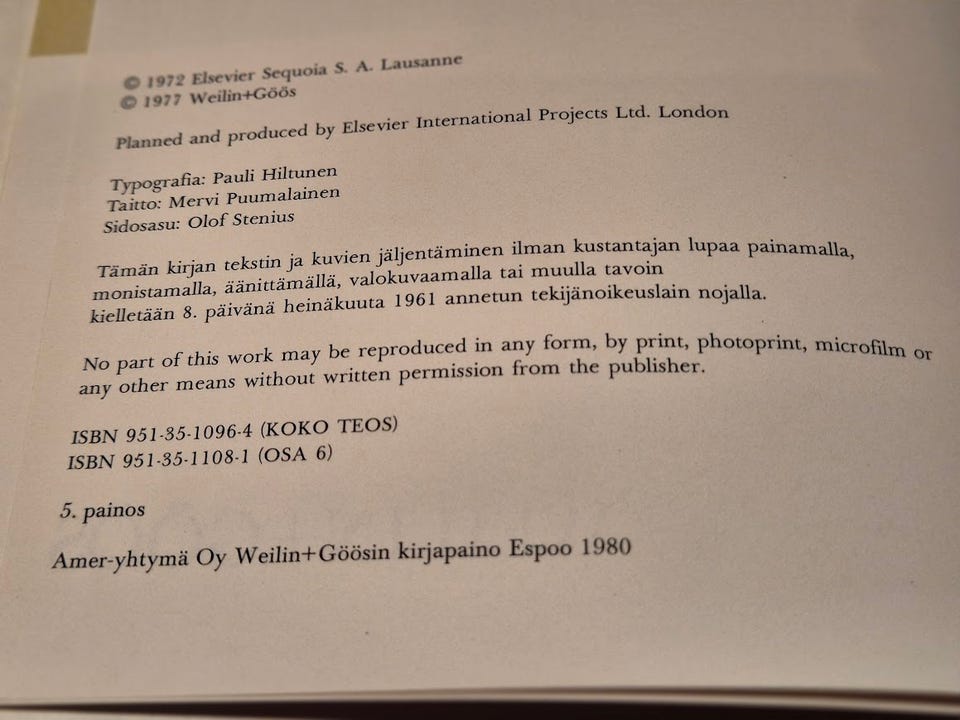 © 1972 Elsevier Sequoia S. A. Lausanne
© 1977 Weilin+Göös
Planned and produced by Elsevier International Projects Ltd. London
Typografia: Pauli Hiltunen
Taitto: Mervi Puumalainen
Sidosasu: Olof Stenius
Tämän kirjan tekstin ja kuvien jäljentäminen ilman kustantajan lupaa painamalla,
monistamalla, äänittämällä, valokuvaamalla tai muulla tavoin
kielletään 8. päivänä heinäkuuta 1961 annetun tekijänoikeuslain nojalla.
No part of this work may be reproduced in any form, by print, photoprint, microfilm or
any other means without written permission from the publisher.
ISBN 951-35-1096-4 (KOKO TEOS)
ISBN 951-35-1108-1 (OSA 6)
5. painos
Amer-yhtymä Oy Weilin+Göösin kirjapaino Espoo 1980